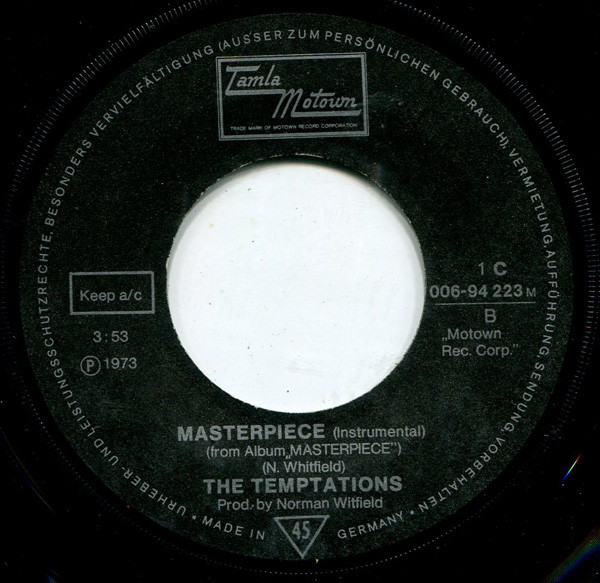 URHEBER- UND LEISTUNGSSCHUTZRECHTE, BESONDERS VERVIELFÄLTIGUNG (AUSSER ZUM PERSÖNLICHEN GEBRAUCH), VERMIETUNG, AUFFÜHRUNG, SENDUNG, VORBEHALTEN
Tamla
Motown
TRADE MARK OF MOTOWN RECORD CORPORATION
Keep a/c
3:53
Ⓟ 1973
1 C
006-94 223 M
B
„Motown
Rec. Corp."
MASTERPIECE (Instrumental)
(from Album „MASTERPIECE")
(N. Whitfield)
THE TEMPTATIONS
Prod. by Norman Witfield
• MADE IN 45 GERMANY •